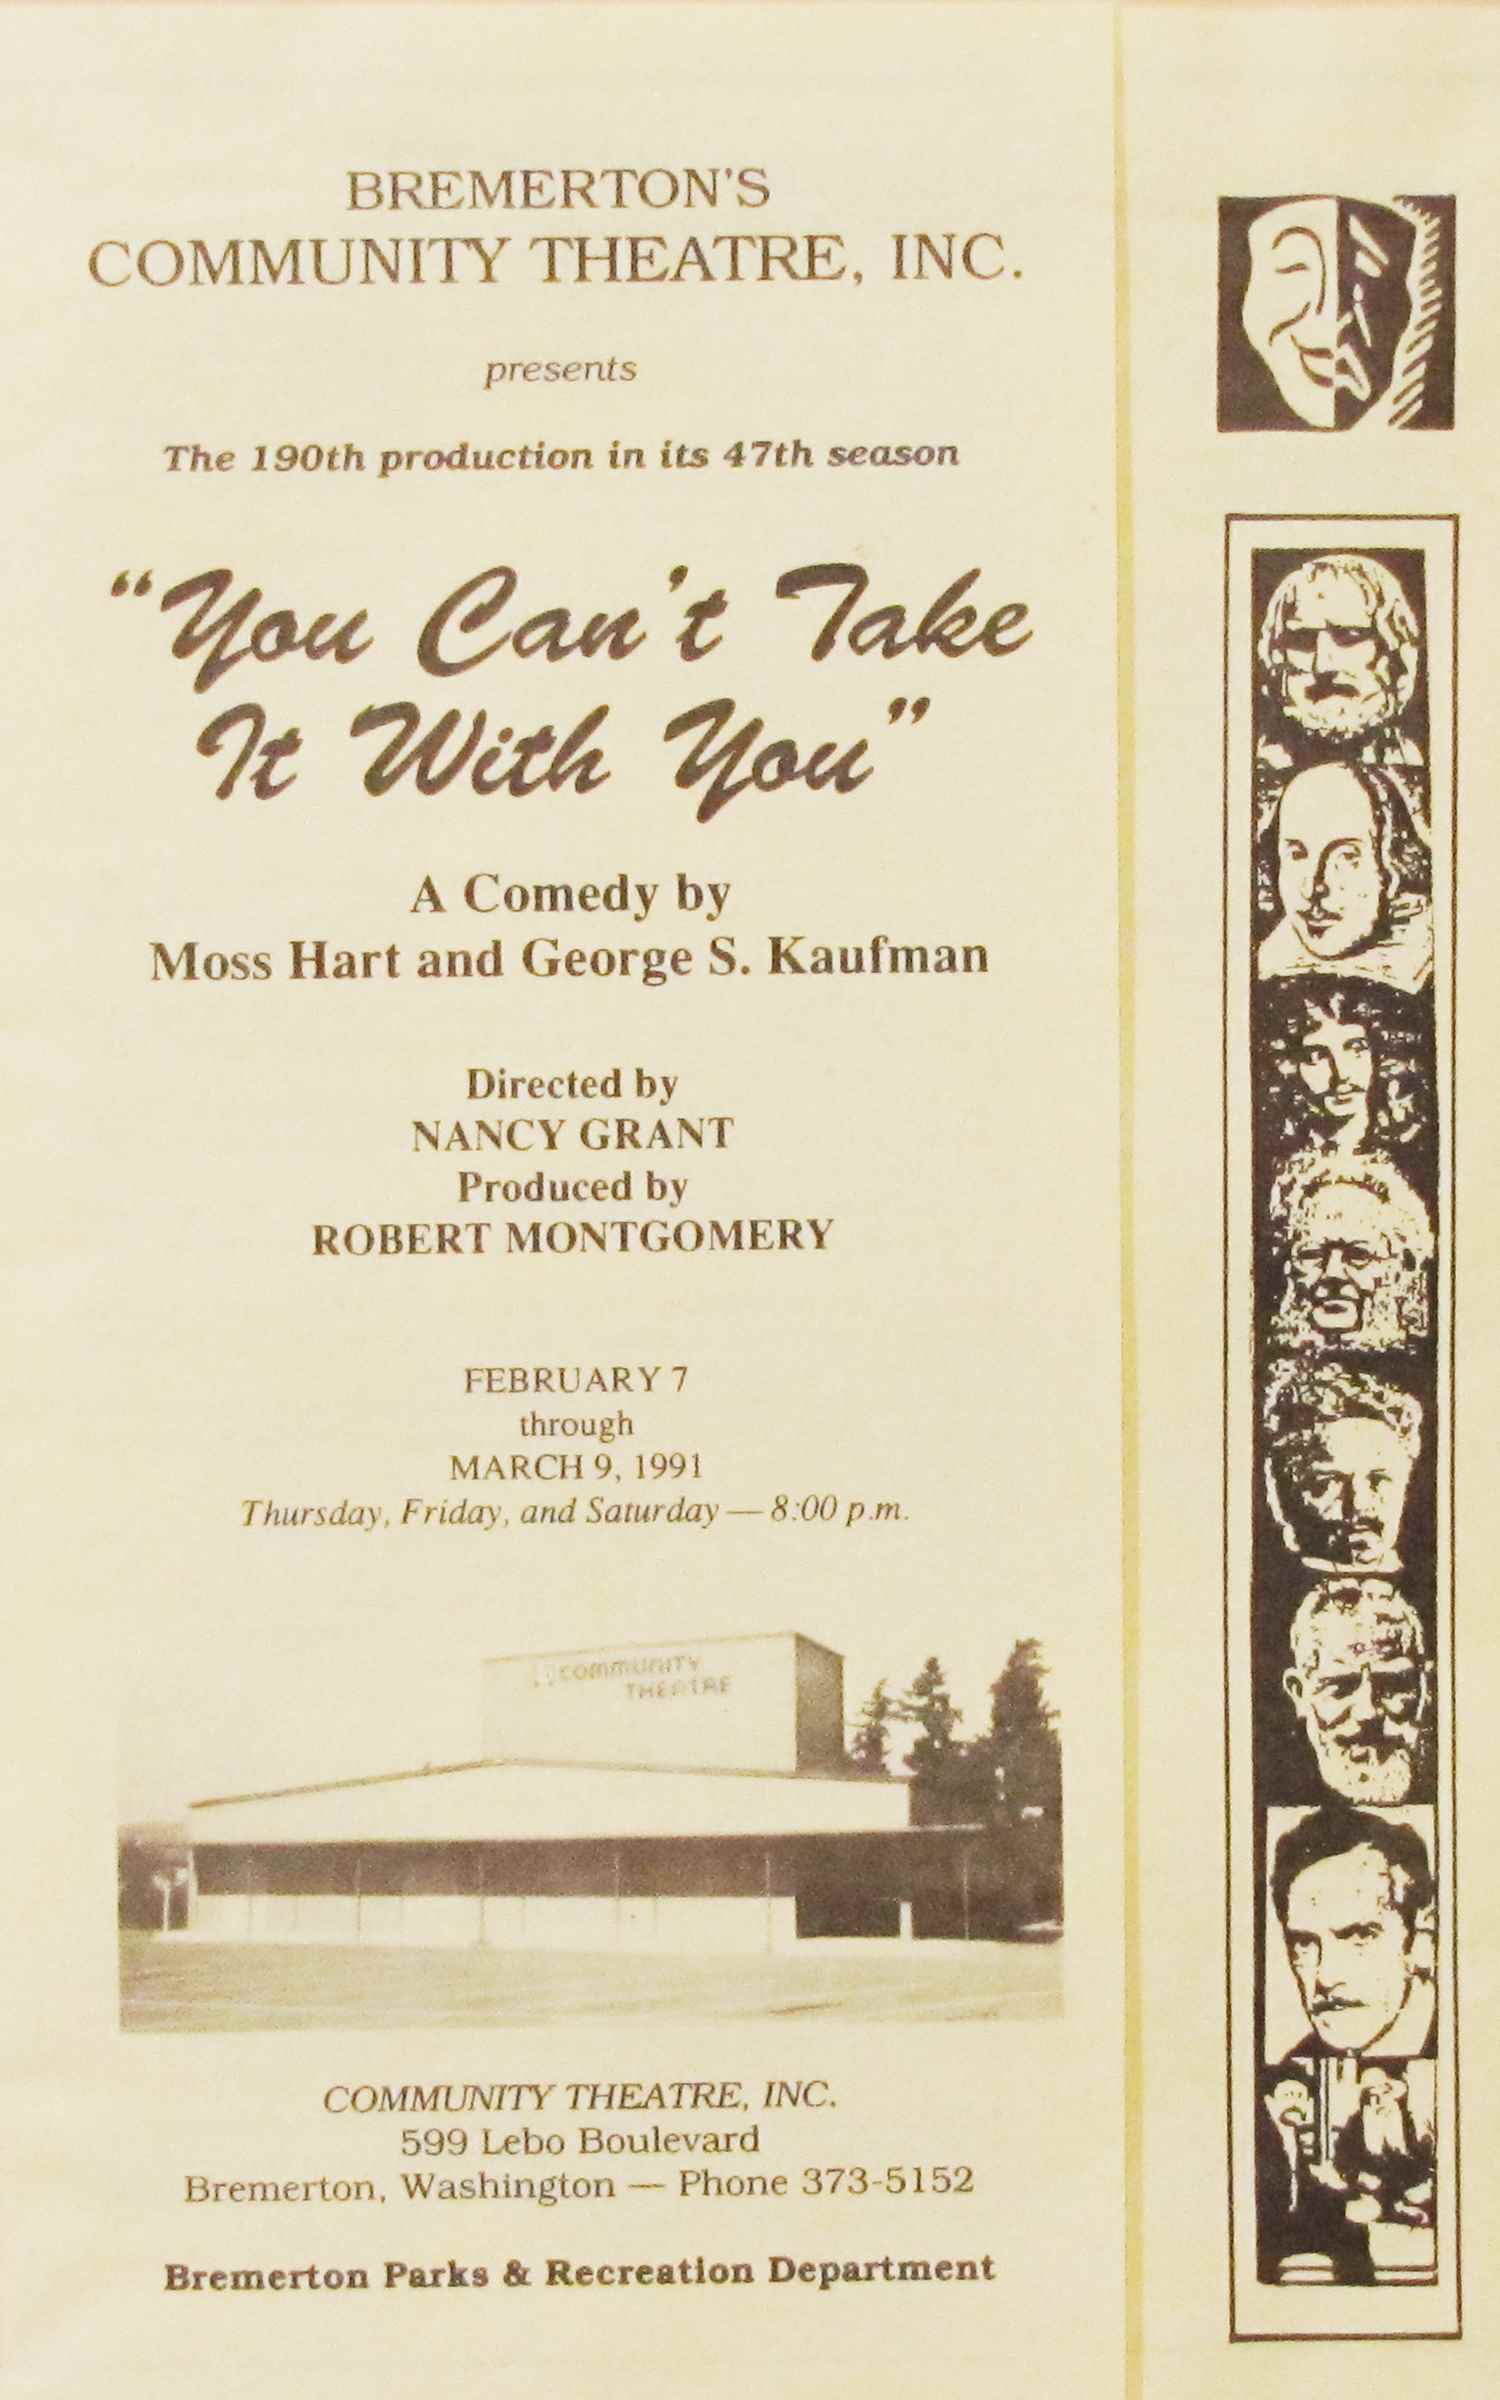 BREMERTON'S
COMMUNITY THEATRE, INC.
presents
The 190th production in its 47th season
"You Can't Take
It With You"
A Comedy by
Moss Hart and George S. Kaufman
Directed by
NANCY GRANT
Produced by
ROBERT MONTGOMERY
FEBRUARY 7
through
MARCH 9, 1991
Thursday, Friday, and Saturday — 8:00 p.m.
COMMUNITY
THEATRE
COMMUNITY THEATRE, INC.
599 Lebo Boulevard
Bremerton, Washington — Phone 373-5152
Bremerton Parks & Recreation Department